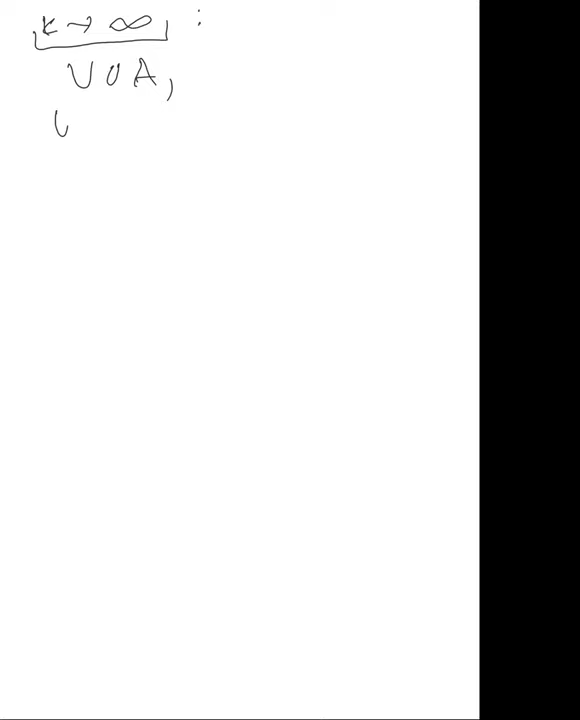 k → ∞ :
VOA,